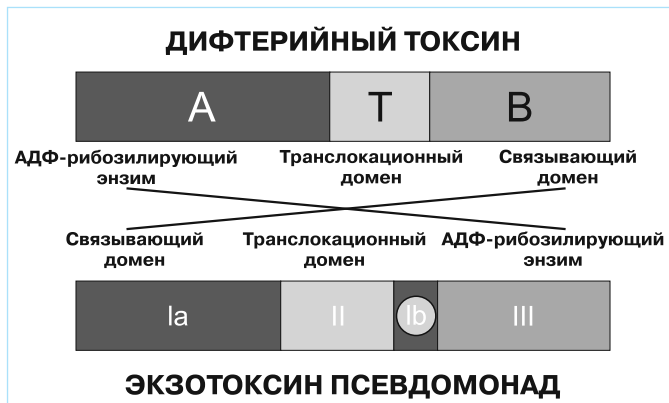 ДИФТЕРИЙНЫЙ ТОКСИН
A T B
АДФ-рибозилирующий энзим
Транслокационный домен
Связывающий домен
Связывающий домен
Транслокационный домен
АДФ-рибозилирующий энзим
Ia II Ib III
ЭКЗОТОКСИН ПСЕВДОМОНАД